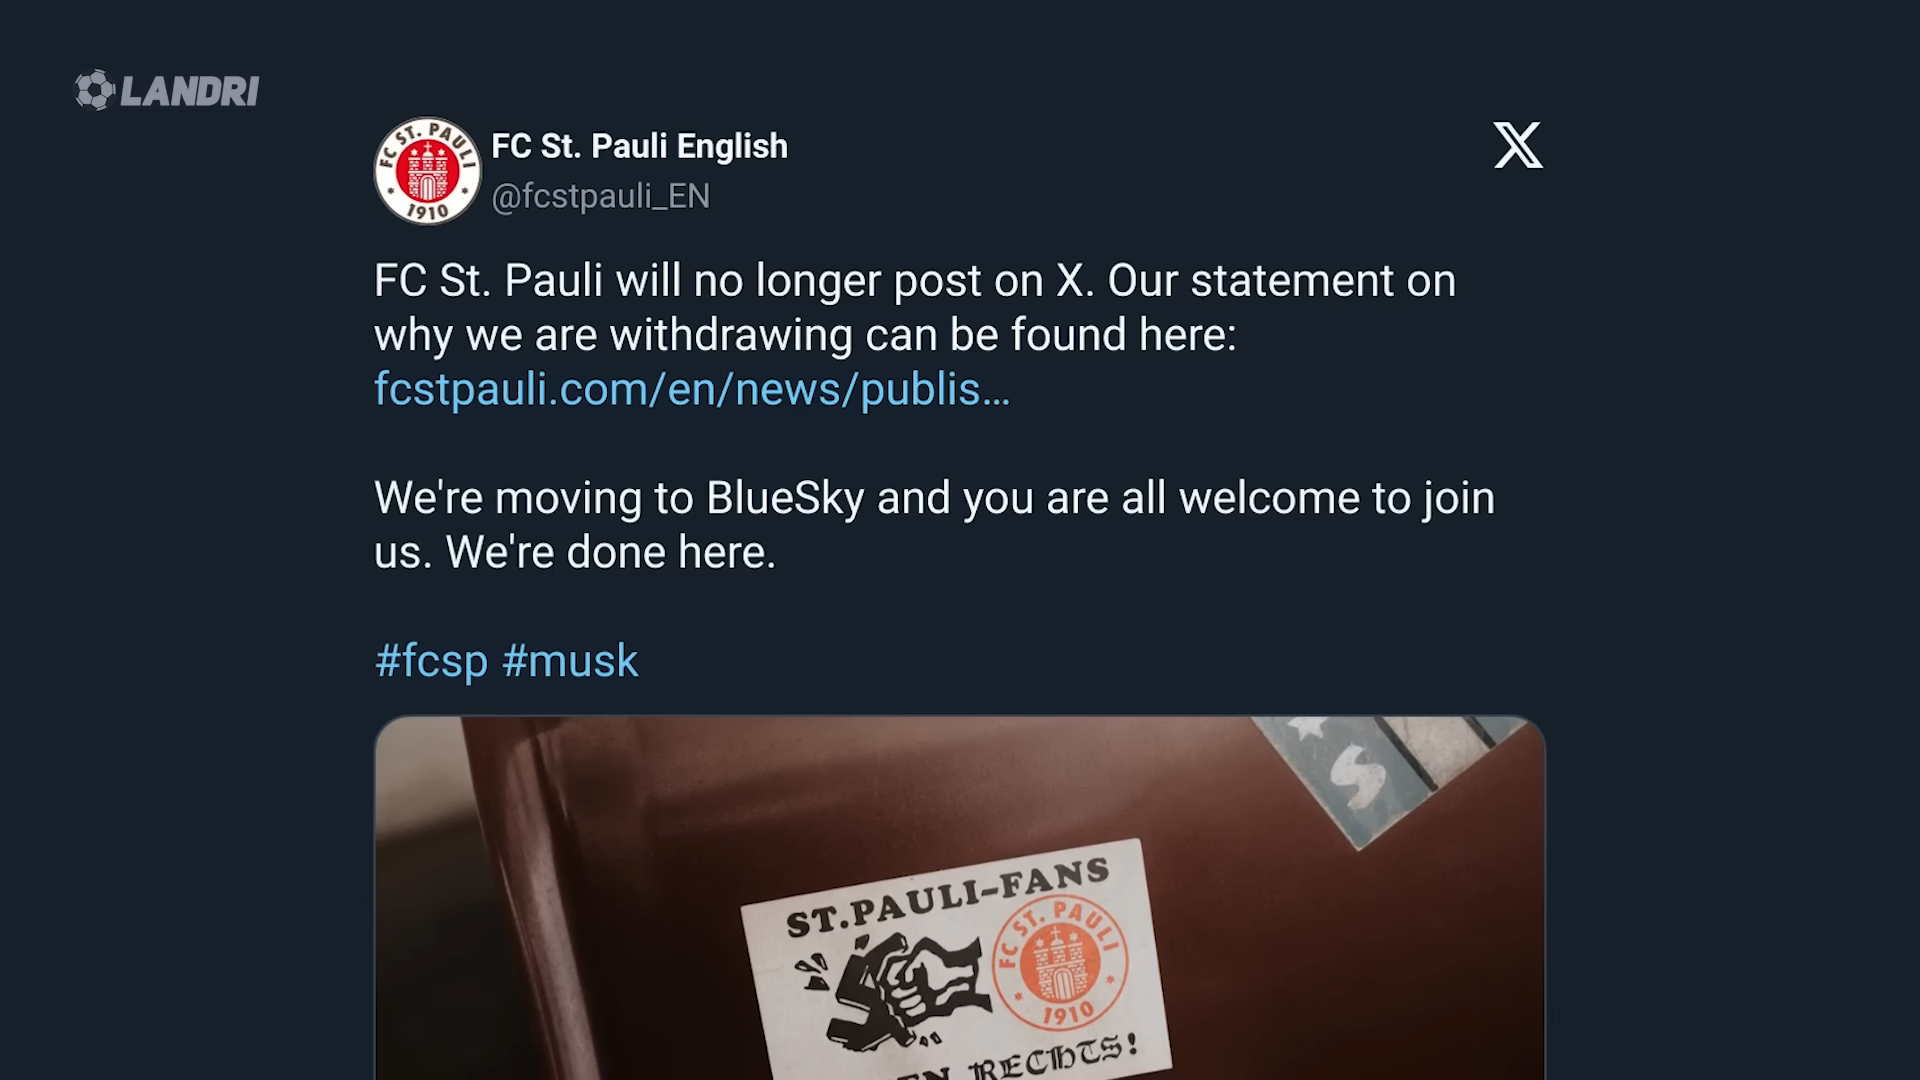 LANDRI
FC ST. PAULI
1910
FC St. Pauli English
@fcstpauli_EN
FC St. Pauli will no longer post on X. Our statement on
why we are withdrawing can be found here:
fcstpauli.com/en/news/publis…
We're moving to BlueSky and you are all welcome to join
us. We're done here.
#fcsp #musk
S
ST.PAULI-FANS
FC ST. PAULI
1910
RECHTS!